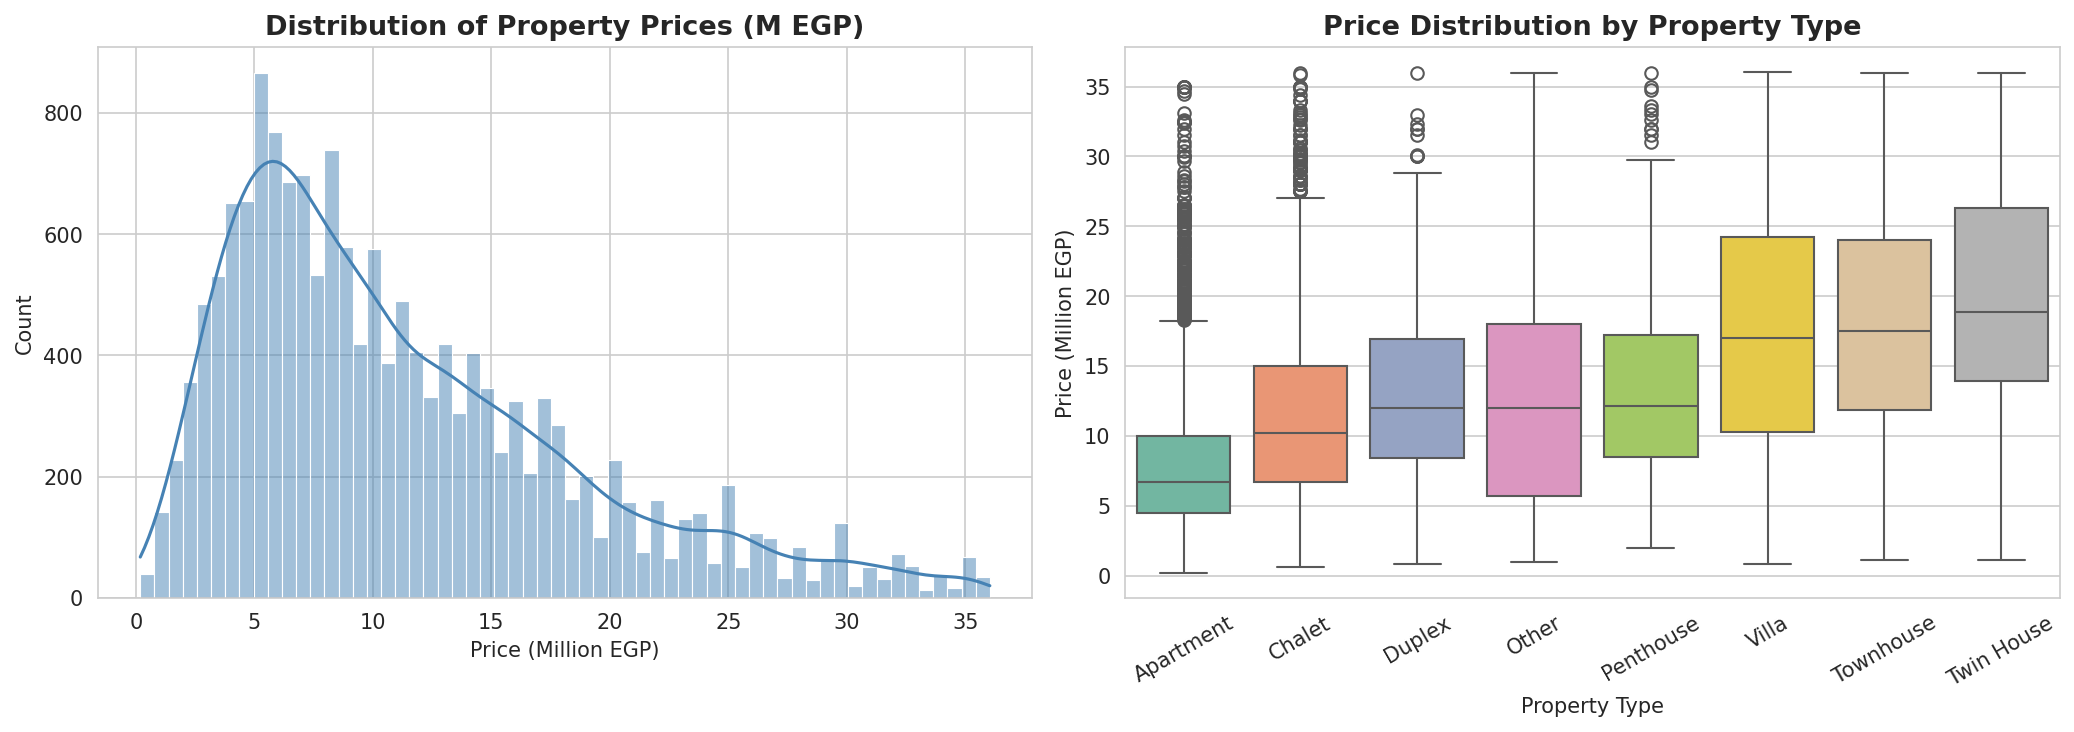 Distribution of Property Prices (M EGP)
Count
800
600
400
200
0
0 5 10 15 20 25 30 35
Price (Million EGP)
Price Distribution by Property Type
Price (Million EGP)
35
30
25
20
15
10
5
0
Apartment Chalet Duplex Other Penthouse Villa Townhouse Twin House
Property Type